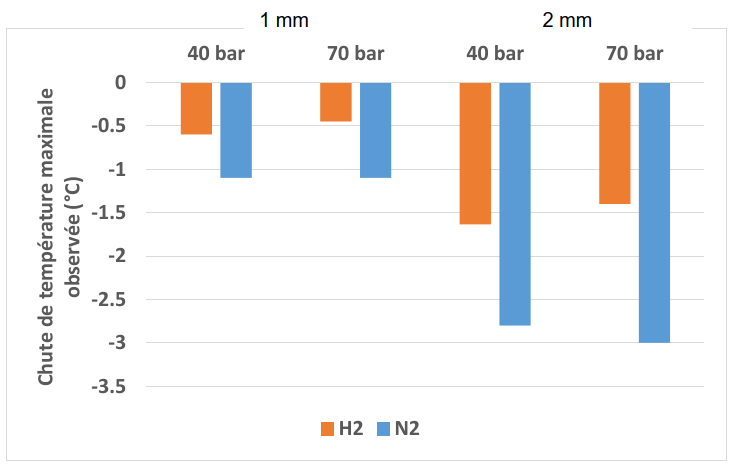 1 mm 2 mm
40 bar 70 bar 40 bar 70 bar
0
-0.5
-1
-1.5
-2
-2.5
-3
-3.5
Chute de température maximale
observée (°C)
H2 N2